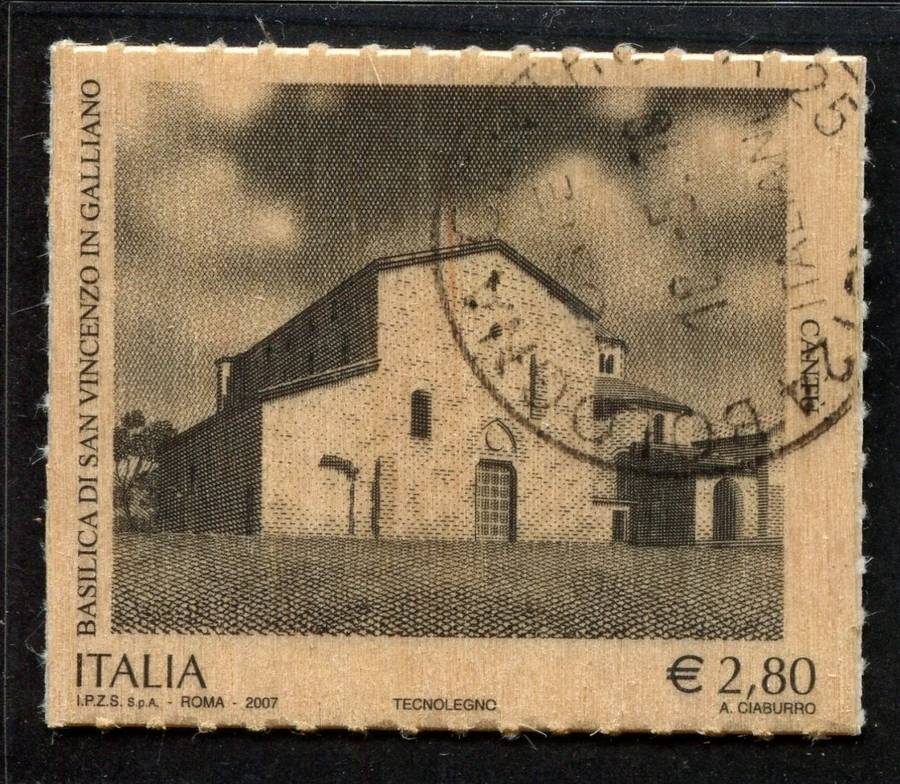 BASILICA DI SAN VINCENZO IN GALLIANO
CANTÙ
ITALIA
€ 2,80
I.P.Z.S. S.p.A. - ROMA - 2007
TECNOLEGNO
A. CIABURRO